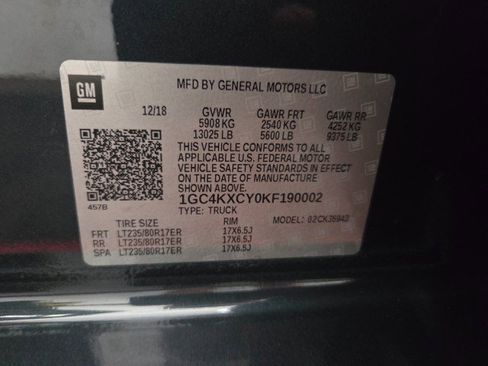 GM
MFD BY GENERAL MOTORS LLC
12/18 GVWR GAWR FRT GAWR RR
5908 KG 2540 KG 4252 KG
13025 LB 5600 LB 9375 LB
THIS VEHICLE CONFORMS TO ALL
APPLICABLE U.S. FEDERAL MOTOR
VEHICLE SAFETY STANDARDS IN EFFECT
ON THE DATE OF MANUFACTURE
SHOWN ABOVE.
1GC4KXCY0KF190002
457B TYPE: TRUCK MODEL: 02CK35943
TIRE SIZE RIM
FRT LT235/80R17ER 17X6.5J
RR LT235/80R17ER 17X6.5J
SPA LT235/80R17ER 17X6.5J